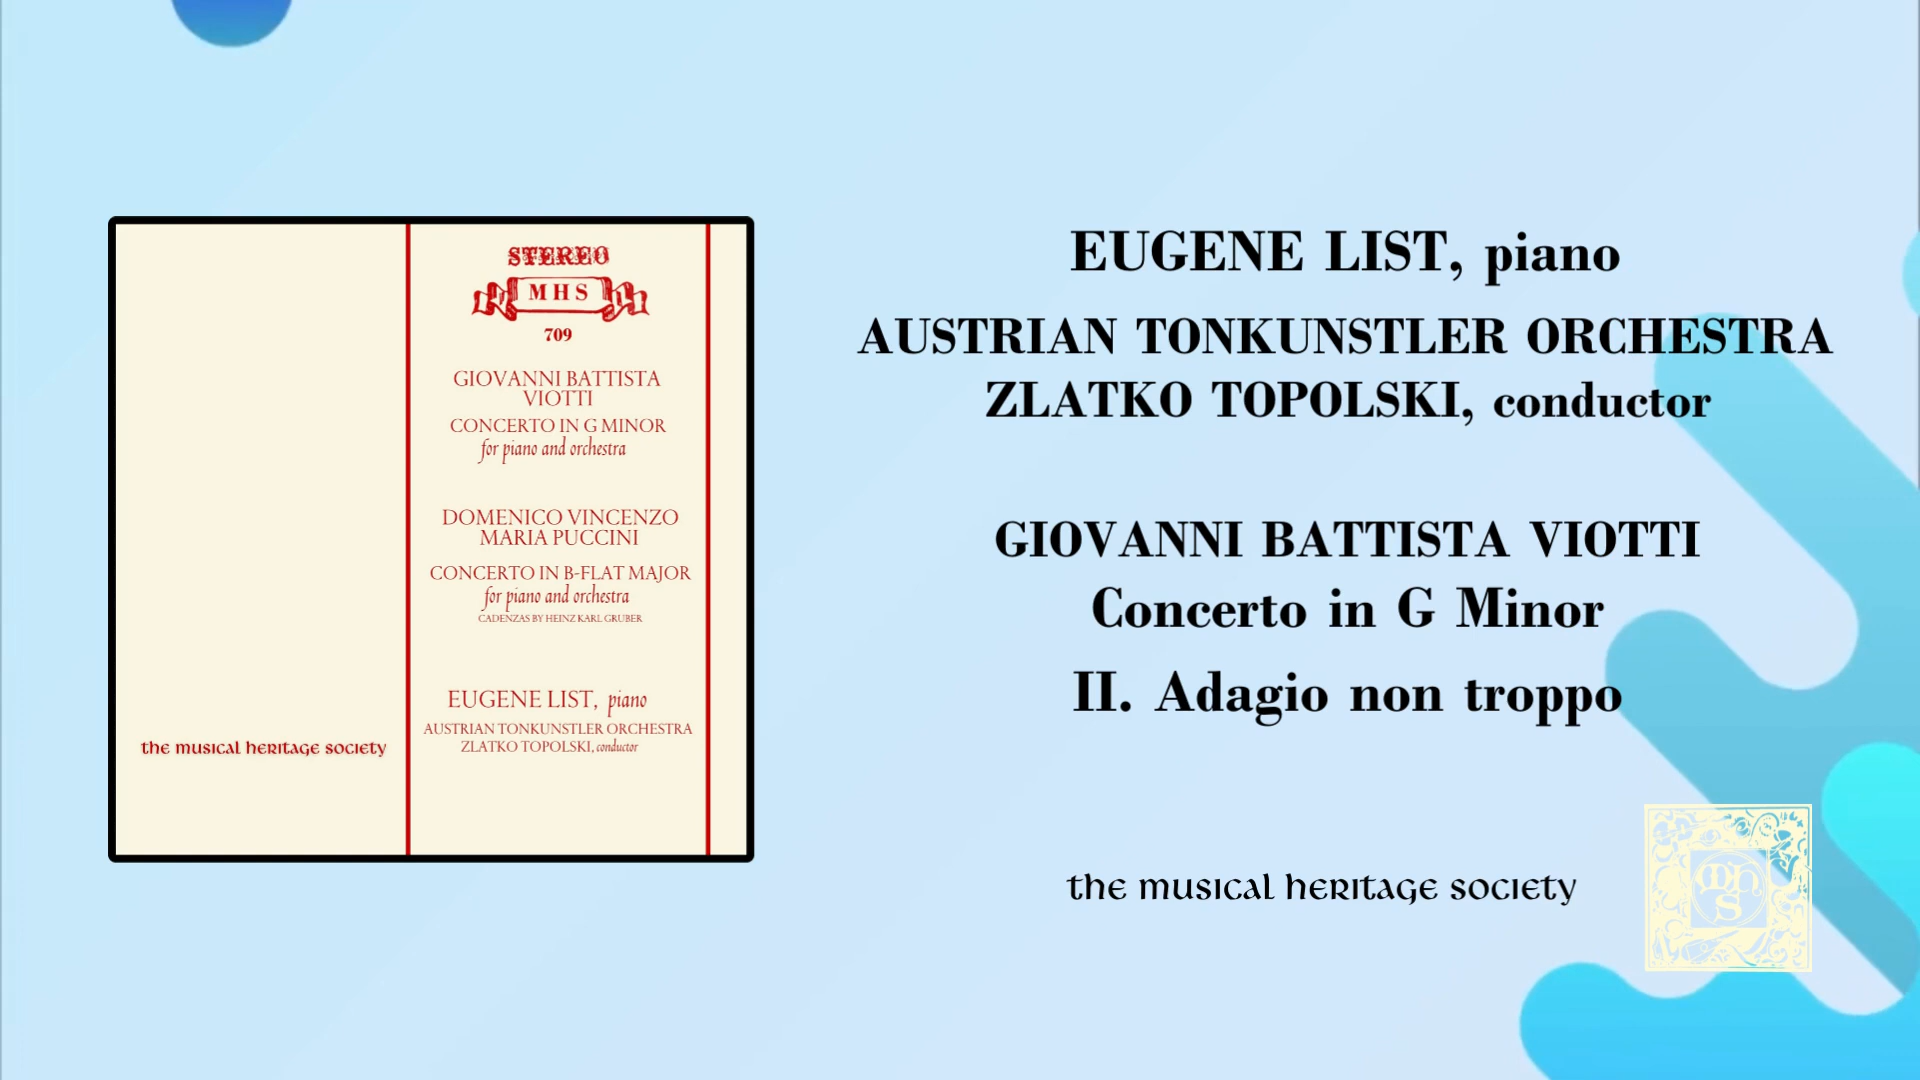 STEREO
MHS
709
GIOVANNI BATTISTA
VIOTTI
CONCERTO IN G MINOR
for piano and orchestra
DOMENICO VINCENZO
MARIA PUCCINI
CONCERTO IN B-FLAT MAJOR
for piano and orchestra
CADENZAS BY HEINZ KARL GRUBER
EUGENE LIST, piano
AUSTRIAN TONKUNSTLER ORCHESTRA
ZLATKO TOPOLSKI, conductor
the musical heritage society
EUGENE LIST, piano
AUSTRIAN TONKUNSTLER ORCHESTRA
ZLATKO TOPOLSKI, conductor
GIOVANNI BATTISTA VIOTTI
Concerto in G Minor
II. Adagio non troppo
the musical heritage society
mhs